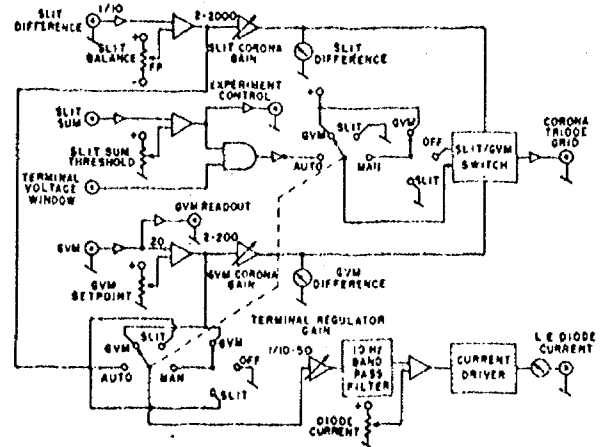 SLIT DIFFERENCE
1/10
2-2000
SLIT BALANCE
FP
SLIT CORONA GAIN
SLIT DIFFERENCE
SLIT SUM
EXPERIMENT CONTROL
SLIT SUM THRESHOLD
TERMINAL VOLTAGE WINDOW
GVM
SLIT
GVM
AUTO
MAN
OFF
SLIT
SLIT/GVM SWITCH
CORONA TRIODE GRID
GVM READOUT
GVM
20
2-200
GVM SETPOINT
GVM CORONA GAIN
GVM DIFFERENCE
TERMINAL REGULATOR GAIN
GVM
SLIT
GVM
AUTO
MAN
OFF
SLIT
1/10-50
10 Hz BAND PASS FILTER
CURRENT DRIVER
L.E DIODE CURRENT
DIODE CURRENT